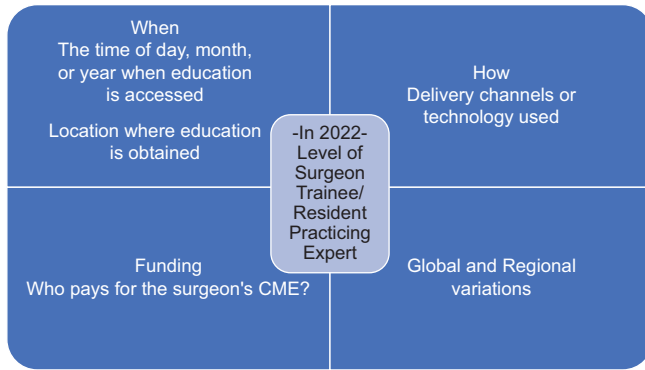 When
The time of day, month,
or year when education
is accessed
Location where education
is obtained
How
Delivery channels or
technology used
-In 2022-
Level of
Surgeon
Trainee/
Resident
Practicing
Expert
Funding
Who pays for the surgeon's CME?
Global and Regional
variations